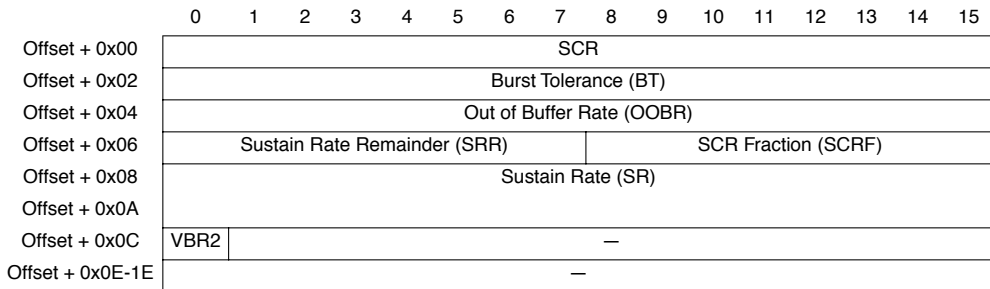 0 1 2 3 4 5 6 7 8 9 10 11 12 13 14 15
Offset + 0x00 SCR
Offset + 0x02 Burst Tolerance (BT)
Offset + 0x04 Out of Buffer Rate (OOBR)
Offset + 0x06 Sustain Rate Remainder (SRR) SCR Fraction (SCRF)
Offset + 0x08 Sustain Rate (SR)
Offset + 0x0A
Offset + 0x0C VBR2 —
Offset + 0x0E-1E —